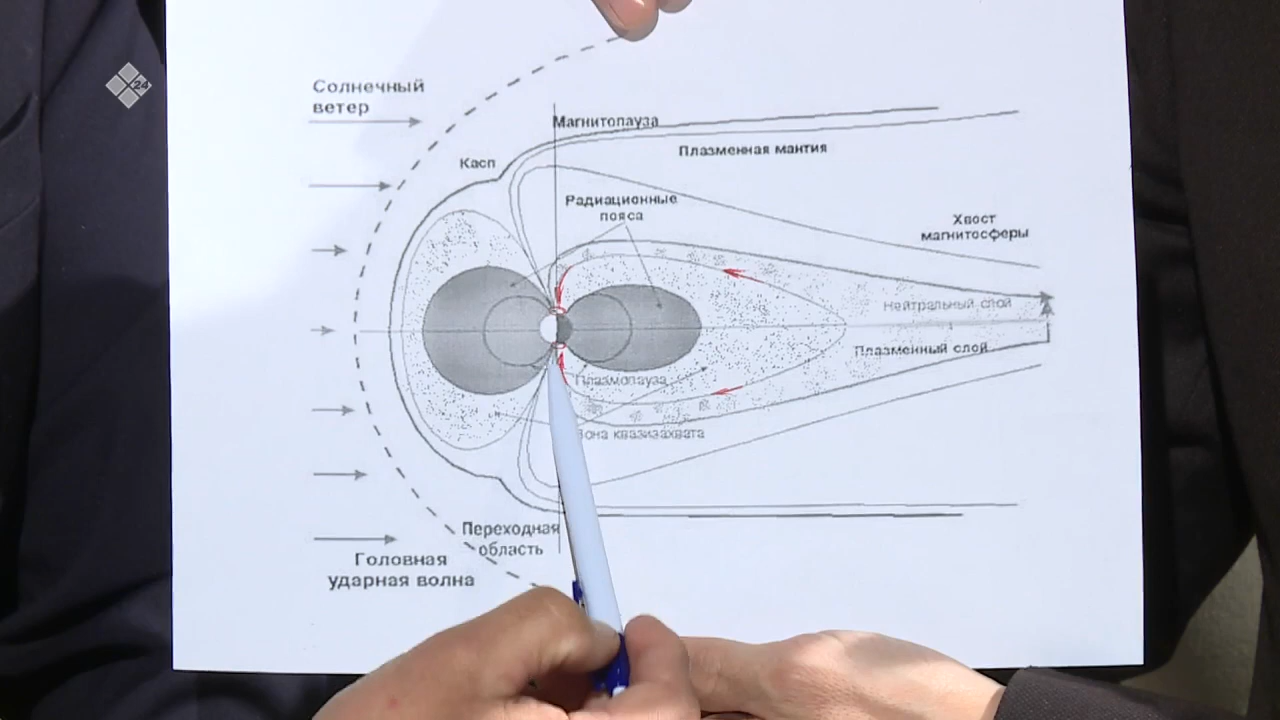 X24
Солнечный
ветер
Магнитопауза
Плазменная мантия
Касп
Радиационные
пояса
Хвост
магнитосферы
Нейтральный слой
Плазменный слой
Плазмопауза
Зона квазизахвата
Переходная
область
Головная
ударная волна